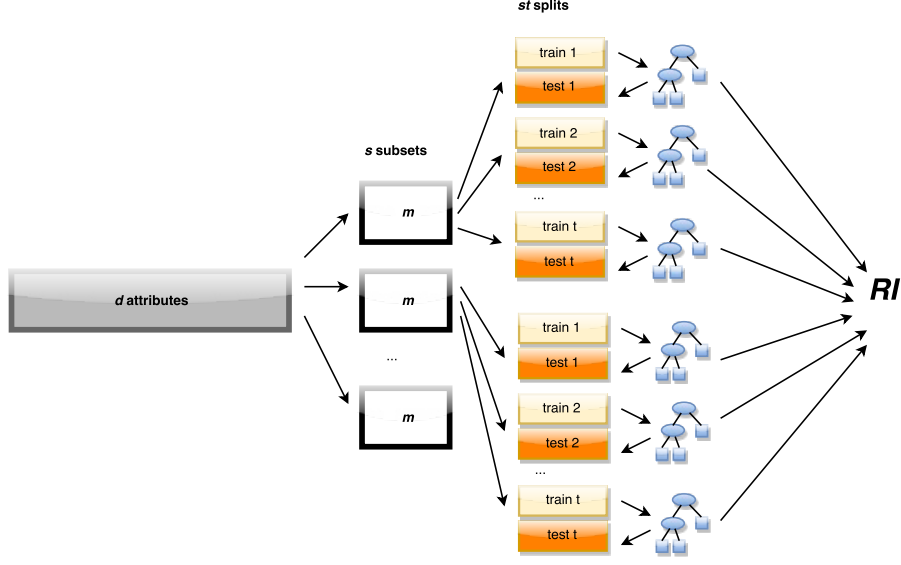 st splits
train 1
test 1
train 2
test 2
...
train t
test t
s subsets
m
d attributes
m
...
m
train 1
test 1
train 2
test 2
...
train t
test t
RI